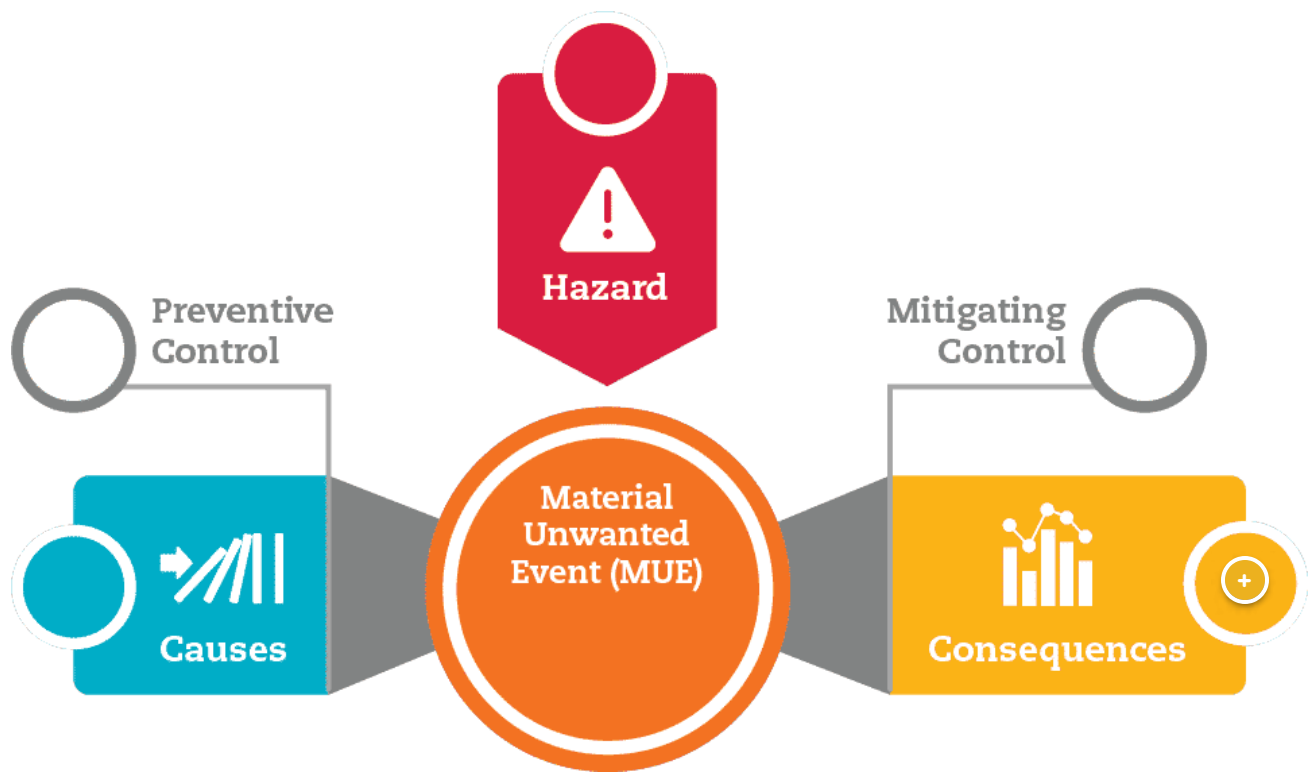 Hazard
Preventive
Control
Mitigating
Control
Material
Unwanted
Event (MUE)
Causes
Consequences
+